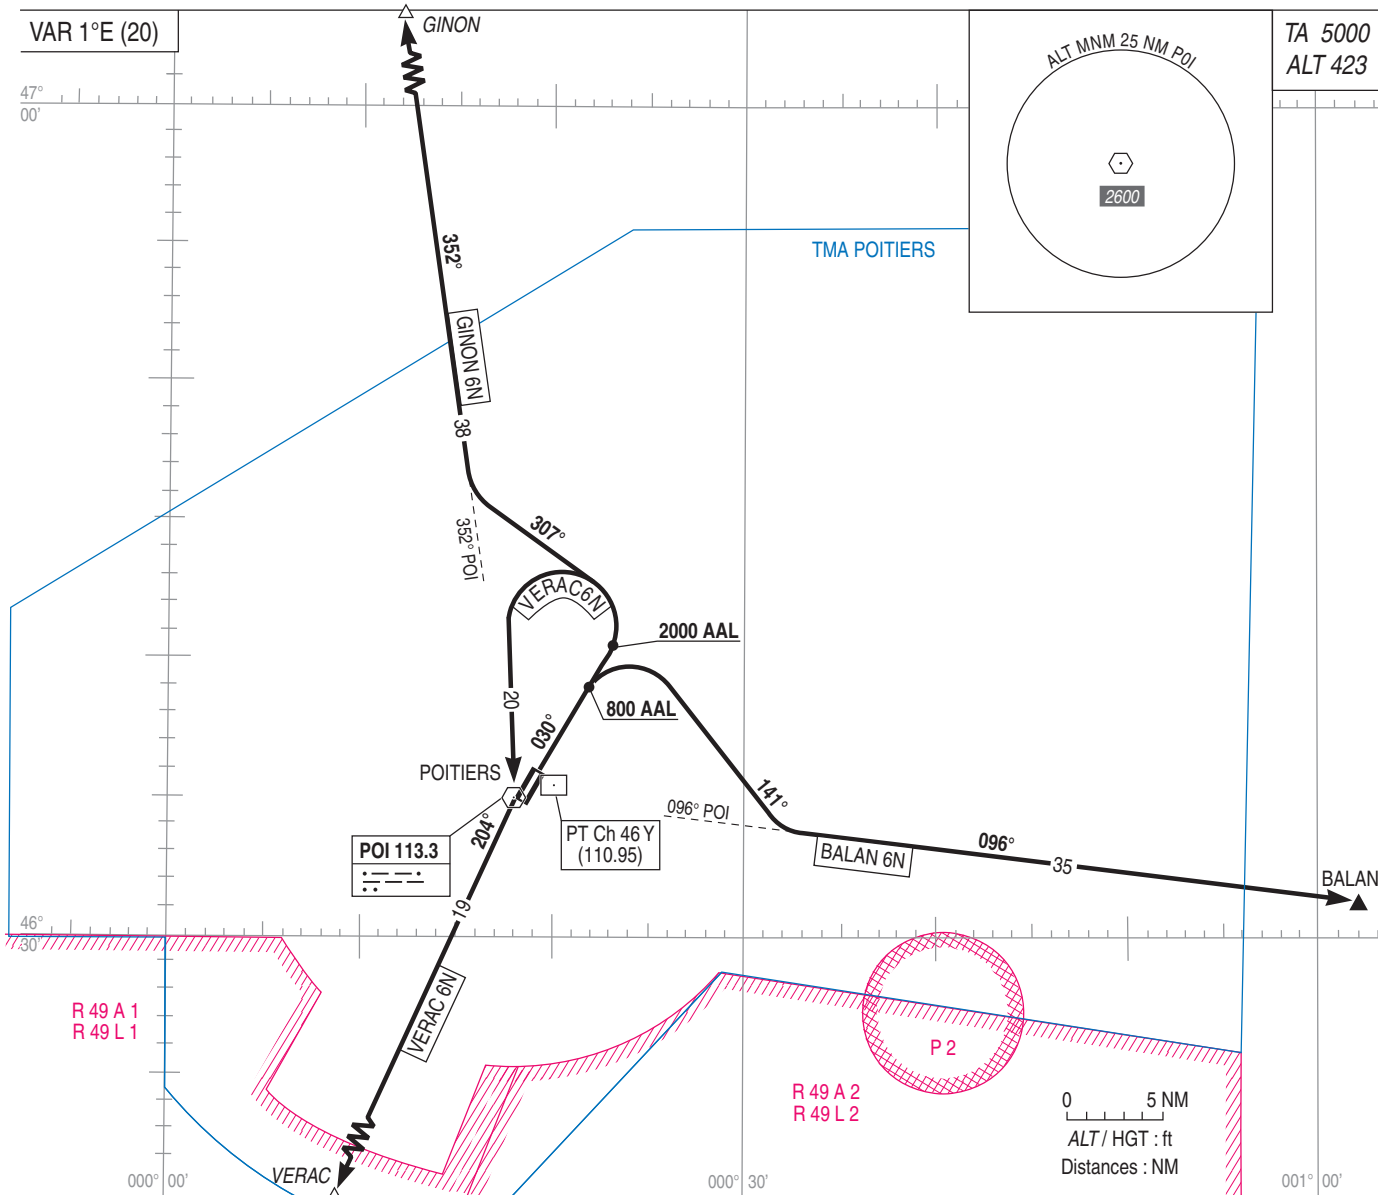 VAR 1°E (20)
GINON
ALT MNM 25 NM POI
2600
TA 5000
ALT 423
47°
00'
352°
TMA POITIERS
GINON 6N
38
352° POI
307°
VERAC6N
2000 AAL
800 AAL
20
030°
POITIERS
204°
PT Ch 46 Y
(110.95)
POI 113.3
096° POI
141°
BALAN 6N
096°
35
BALAN
19
46°
30'
VERAC 6N
R 49 A 1
R 49 L 1
P 2
R 49 A 2
R 49 L 2
0 5 NM
ALT / HGT : ft
Distances : NM
VERAC
000° 00'
000° 30'
001° 00'